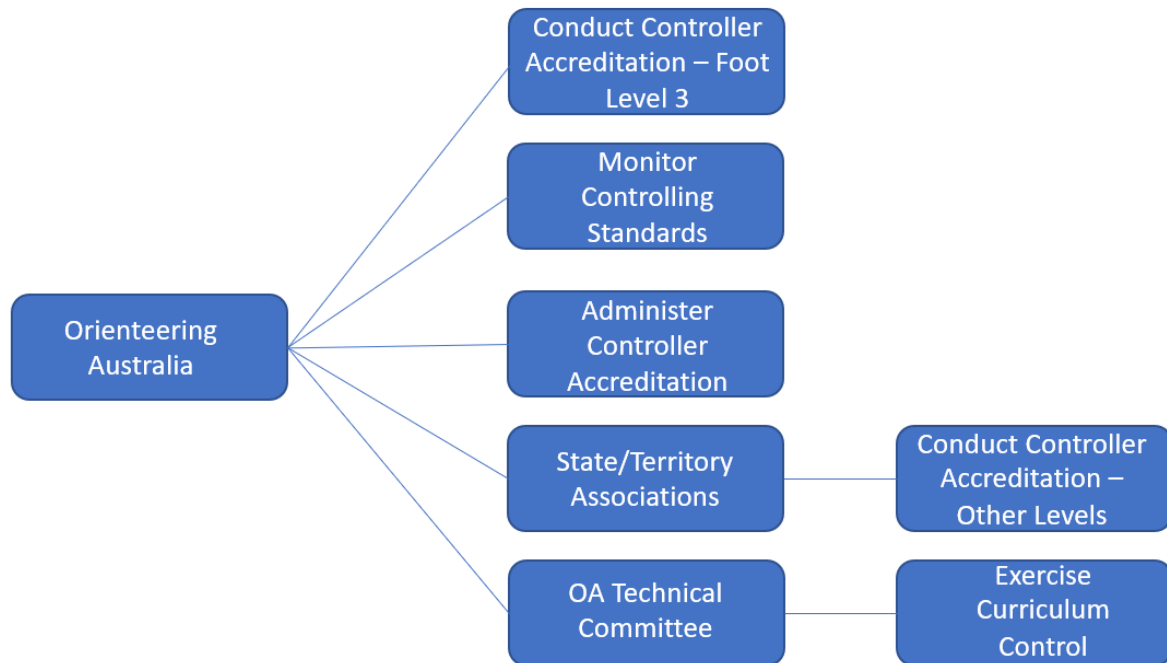 Conduct Controller
Accreditation – Foot
Level 3
Monitor
Controlling
Standards
Orienteering
Australia
Administer
Controller
Accreditation
State/Territory
Associations
Conduct Controller
Accreditation –
Other Levels
OA Technical
Committee
Exercise
Curriculum
Control